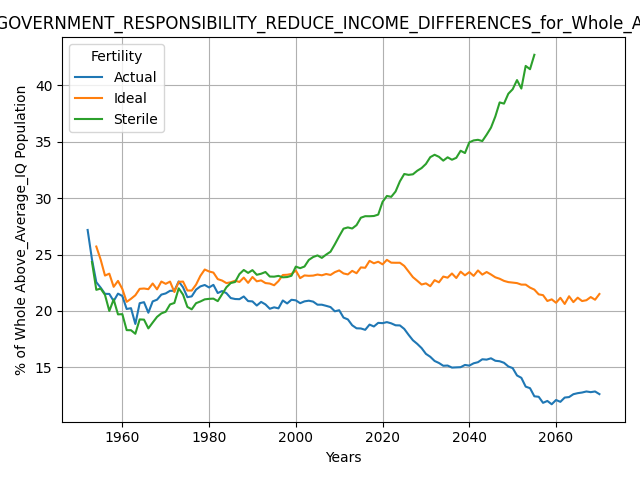 GOVERNMENT_RESPONSIBILITY_REDUCE_INCOME_DIFFERENCES_for_Whole_A
Fertility
Actual
Ideal
Sterile
% of Whole Above_Average_IQ Population
40
35
30
25
20
15
1960
1980
2000
2020
2040
2060
Years